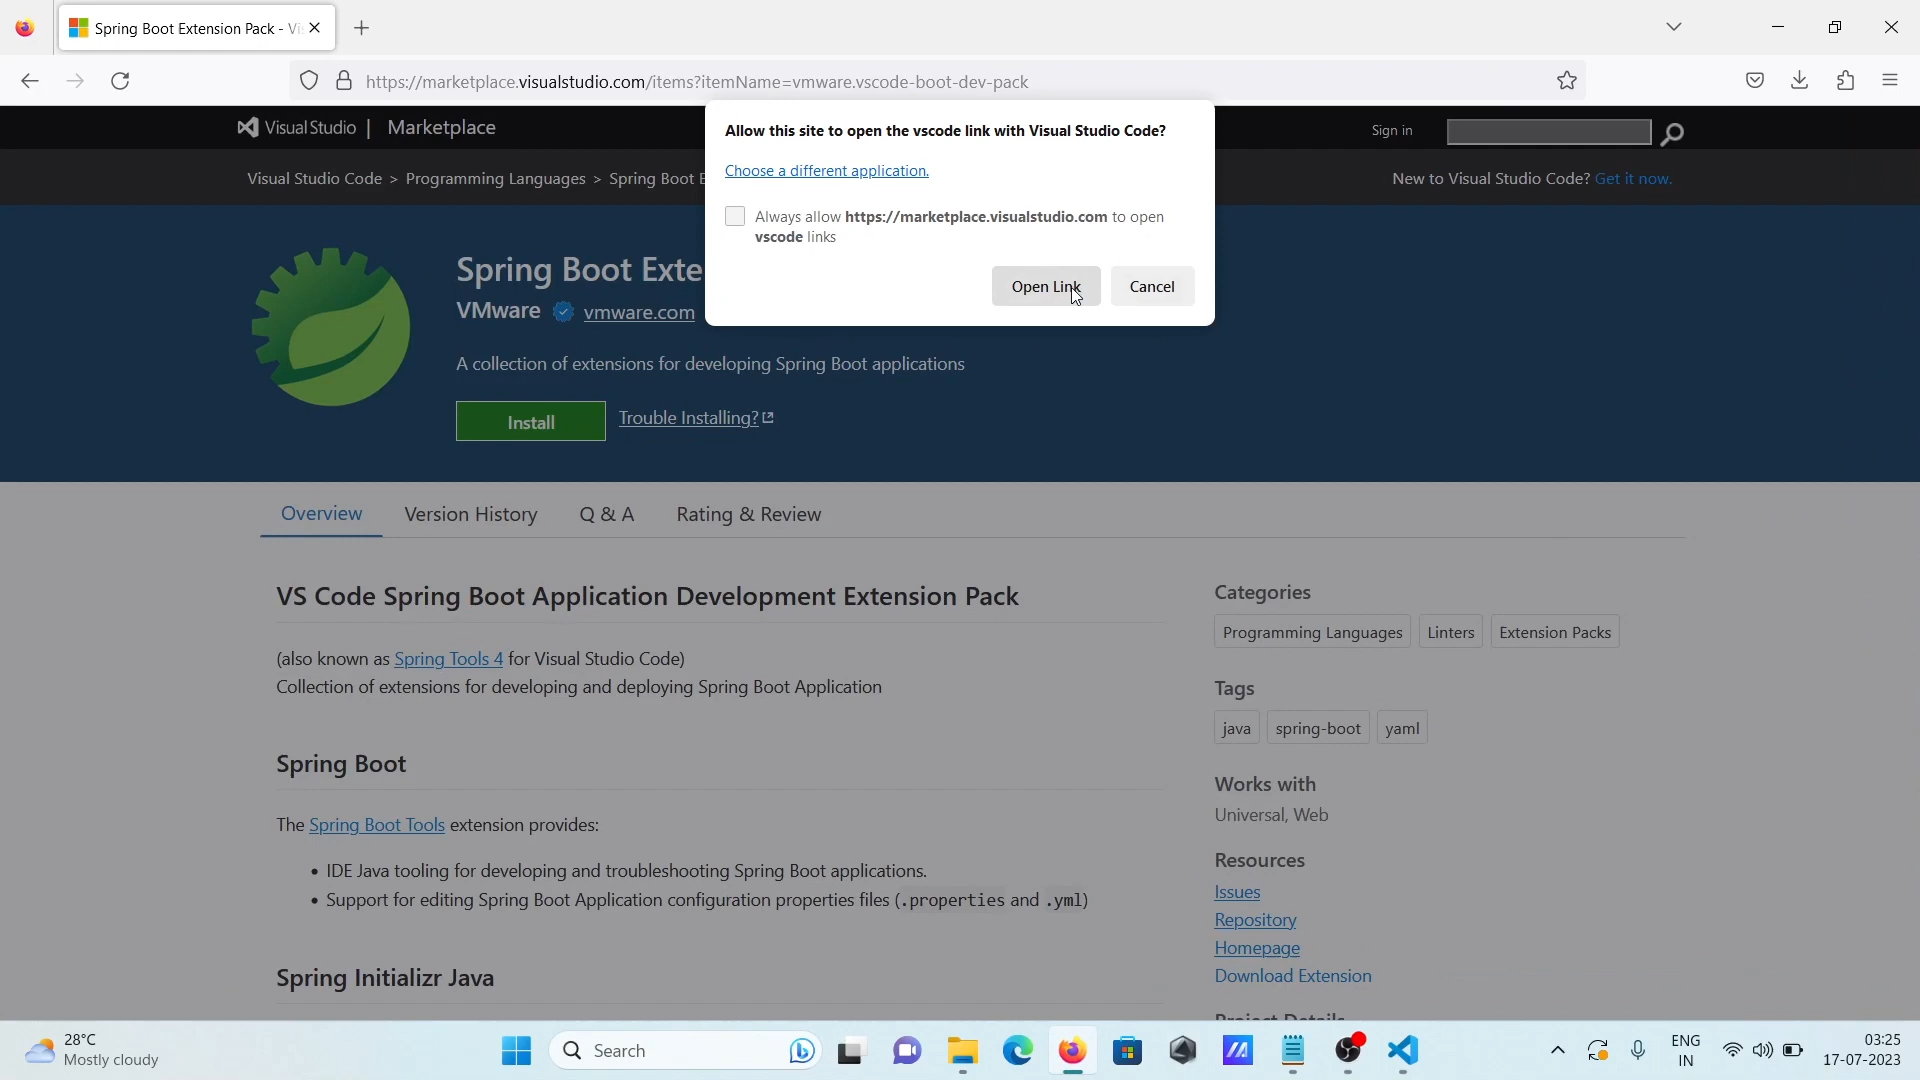 Spring Boot Extension Pack - Vi
https://marketplace.visualstudio.com/items?itemName=vmware.vscode-boot-dev-pack
Visual Studio | Marketplace
Sign in
Visual Studio Code > Programming Languages > Spring Boot E
New to Visual Studio Code? Get it now.
Allow this site to open the vscode link with Visual Studio Code?
Choose a different application.
Always allow https://marketplace.visualstudio.com to open
vscode links
Open Link
Cancel
Spring Boot Exte
VMware vmware.com
A collection of extensions for developing Spring Boot applications
Install
Trouble Installing?
Overview
Version History
Q & A
Rating & Review
VS Code Spring Boot Application Development Extension Pack
(also known as Spring Tools 4 for Visual Studio Code)
Collection of extensions for developing and deploying Spring Boot Application
Spring Boot
The Spring Boot Tools extension provides:
• IDE Java tooling for developing and troubleshooting Spring Boot applications.
• Support for editing Spring Boot Application configuration properties files (.properties and .yml)
Spring Initializr Java
Categories
Programming Languages
Linters
Extension Packs
Tags
java
spring-boot
yaml
Works with
Universal, Web
Resources
Issues
Repository
Homepage
Download Extension
Project Details
28°C
Mostly cloudy
Search
ENG
IN
03:25
17-07-2023